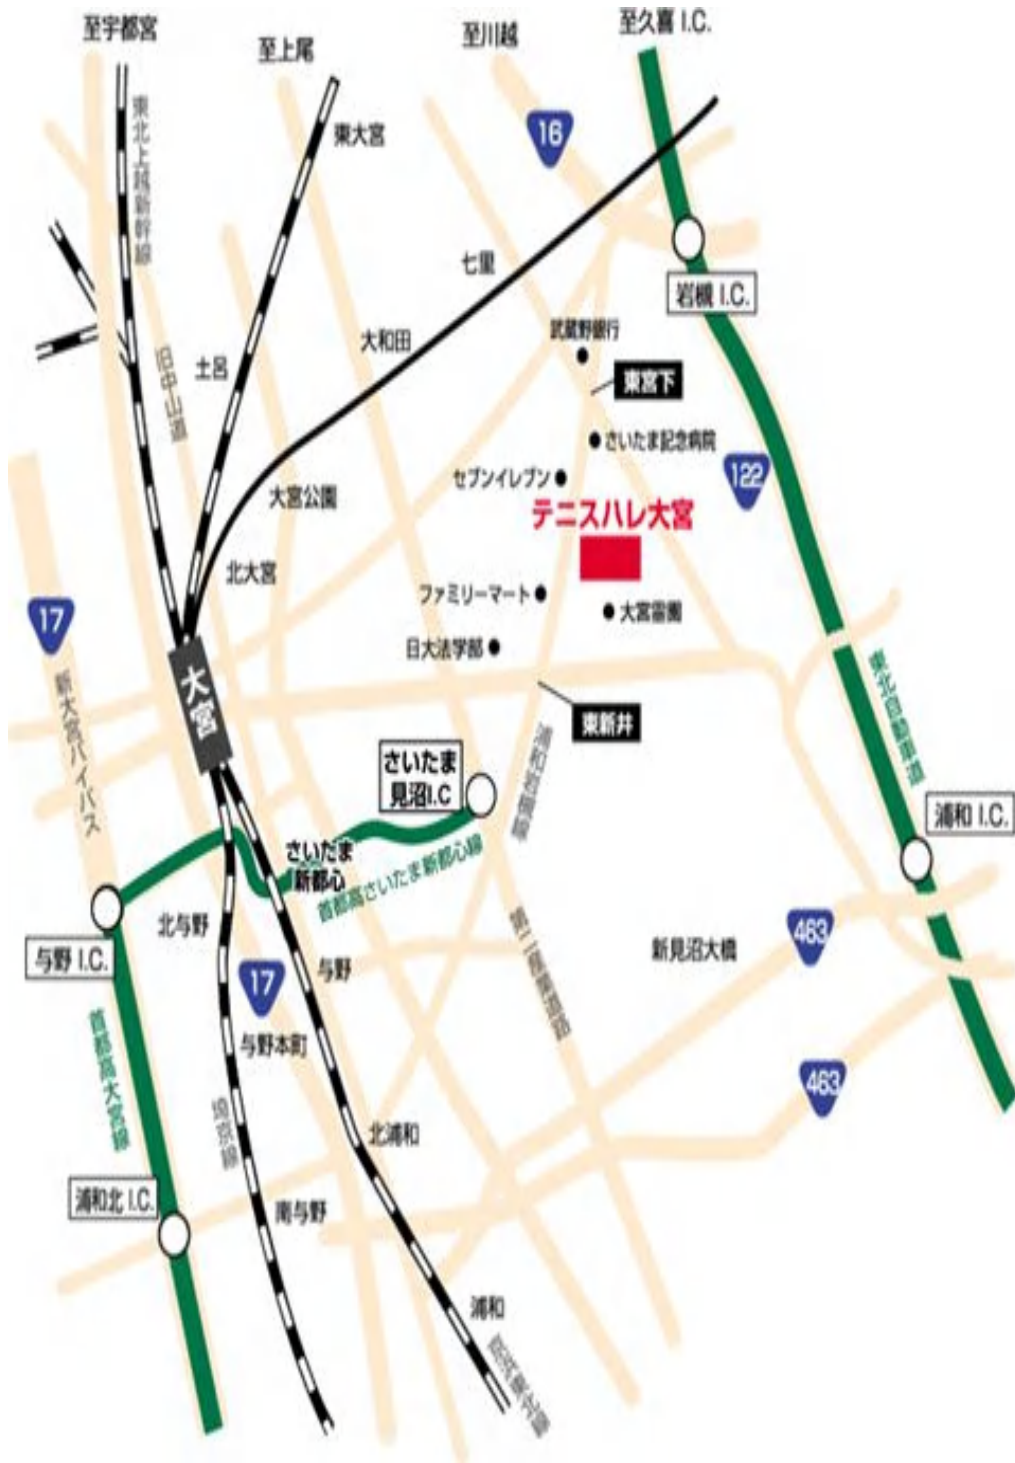 至宇都宮
至上尾
至川越
至久喜 I.C.
東北上越新幹線
東大宮
16
七里
岩槻 I.C.
武蔵野銀行
大和田
土呂
旧中山道
東宮下
さいたま記念病院
セブンイレブン
122
大宮公園
テニスハレ大宮
北大宮
ファミリーマート
大宮霊園
17
日大法学部
大宮
新大宮バイパス
東新井
東北自動車道
さいたま
見沼I.C
浦和 I.C.
さいたま
新都心
首都高さいたま新都心線
北与野
463
新見沼大橋
与野 I.C.
与野
17
第二産業道路
首都高大宮線
与野本町
463
埼京線
北浦和
浦和北 I.C.
南与野
浦和